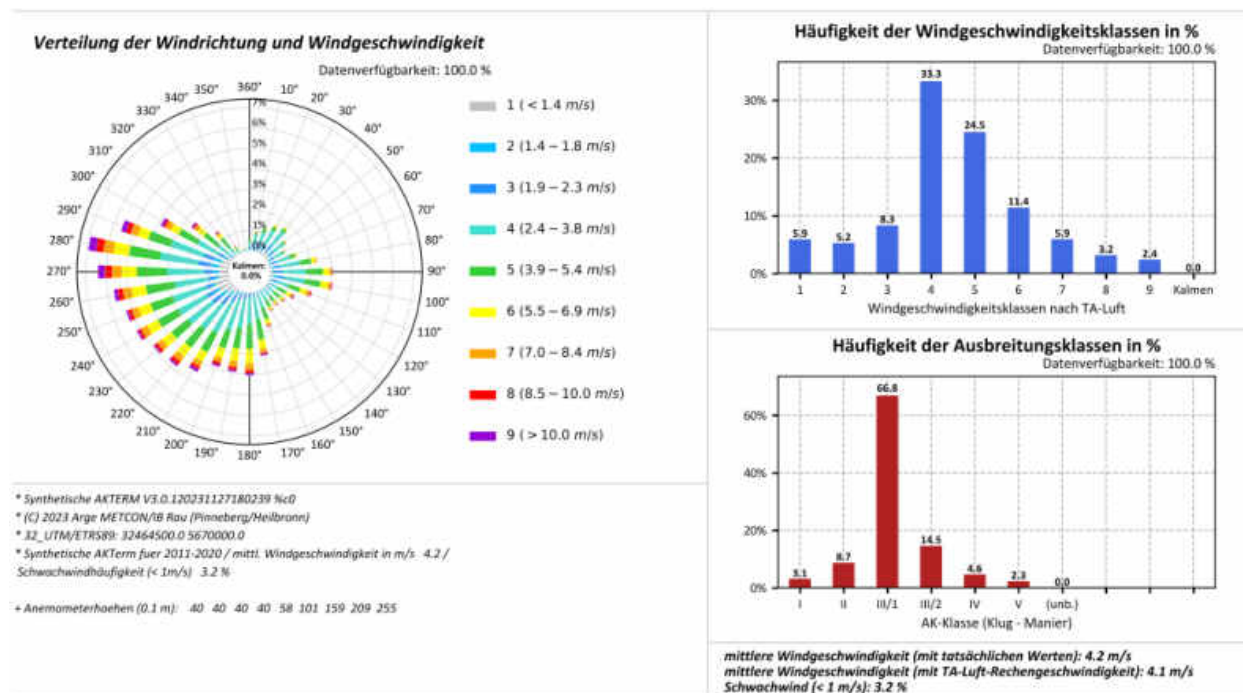 Verteilung der Windrichtung und Windgeschwindigkeit
Datenverfügbarkeit: 100.0 %
360°
10°
20°
30°
40°
50°
60°
70°
80°
90°
100°
110°
120°
130°
140°
150°
160°
170°
180°
190°
200°
210°
220°
230°
240°
250°
260°
270°
280°
290°
300°
310°
320°
330°
340°
350°
7%
6%
5%
4%
3%
2%
1%
0%
Kalmen:
0.0%
1 ( < 1.4 m/s)
2 (1.4 − 1.8 m/s)
3 (1.9 − 2.3 m/s)
4 (2.4 − 3.8 m/s)
5 (3.9 − 5.4 m/s)
6 (5.5 − 6.9 m/s)
7 (7.0 − 8.4 m/s)
8 (8.5 − 10.0 m/s)
9 ( > 10.0 m/s)
* Synthetische AKTERM V3.0.120231127180239 %c0
* (C) 2023 Arge METCON/IB Rau (Pinneberg/Heilbronn)
* 32_UTM/ETRS89: 32464500.0 5670000.0
* Synthetische AKTerm fuer 2011-2020 / mittl. Windgeschwindigkeit in m/s 4.2 /
Schwachwindhäufigkeit (< 1m/s) 3.2 %
+ Anemometerhoehen (0.1 m): 40 40 40 40 58 101 159 209 255
Häufigkeit der Windgeschwindigkeitsklassen in %
Datenverfügbarkeit: 100.0 %
30%
20%
10%
0%
5.9
5.2
8.3
33.3
24.5
11.4
5.9
3.2
2.4
0.0
1 2 3 4 5 6 7 8 9 Kalmen
Windgeschwindigkeitsklassen nach TA-Luft
Häufigkeit der Ausbreitungsklassen in %
Datenverfügbarkeit: 100.0 %
60%
40%
20%
0%
3.1
8.7
66.8
14.5
4.6
2.3
0.0
I II III/1 III/2 IV V (unb.)
AK-Klasse (Klug - Manier)
mittlere Windgeschwindigkeit (mit tatsächlichen Werten): 4.2 m/s
mittlere Windgeschwindigkeit (mit TA-Luft-Rechengeschwindigkeit): 4.1 m/s
Schwachwind (< 1 m/s): 3.2 %